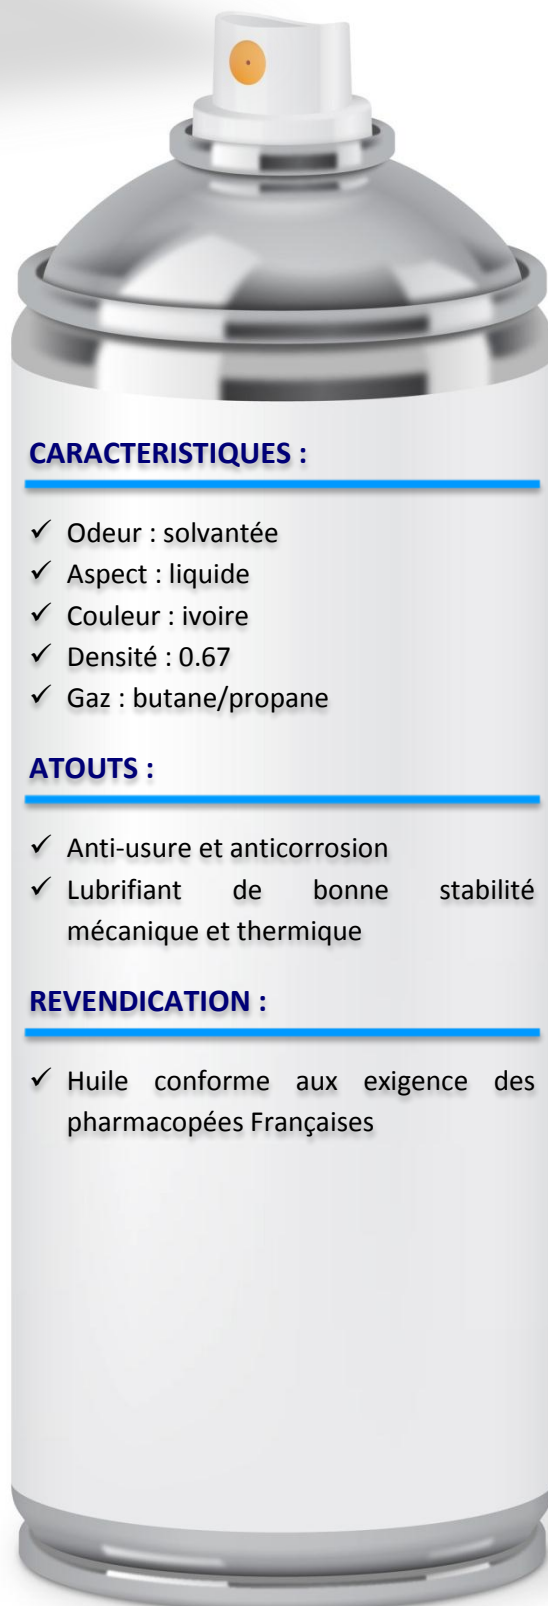 CARACTERISTIQUES :
✓ Odeur : solvantée
✓ Aspect : liquide
✓ Couleur : ivoire
✓ Densité : 0.67
✓ Gaz : butane/propane
ATOUTS :
✓ Anti-usure et anticorrosion
✓ Lubrifiant de bonne stabilité
mécanique et thermique
REVENDICATION :
✓ Huile conforme aux exigence des
pharmacopées Françaises